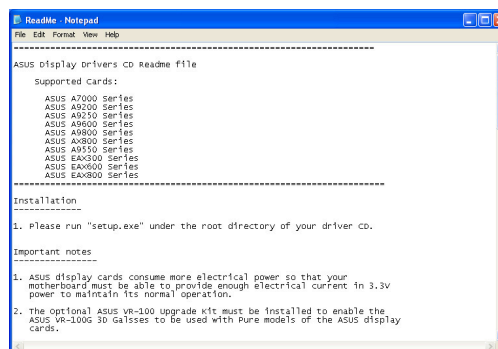 ReadMe - Notepad
File Edit Format View Help
----------------------------------------------------------------------
ASUS Display Drivers CD Readme file
Supported Cards:
ASUS A7000 Series
ASUS A9200 Series
ASUS A9250 Series
ASUS A9600 Series
ASUS A9800 Series
ASUS AX800 Series
ASUS A9550 Series
ASUS EAX300 Series
ASUS EAX600 Series
ASUS EAX800 Series
======================================================================
Installation
-------------
1. Please run "setup.exe" under the root directory of your driver CD.
Important notes
----------------
1. ASUS display cards consume more electrical power so that your
motherboard must be able to provide enough electrical current in 3.3V
power to maintain its normal operation.
2. The Optional ASUS VR-100 Upgrade Kit must be installed to enable the
ASUS VR-100G 3D Galsses to be used with Pure models of the ASUS display
cards.